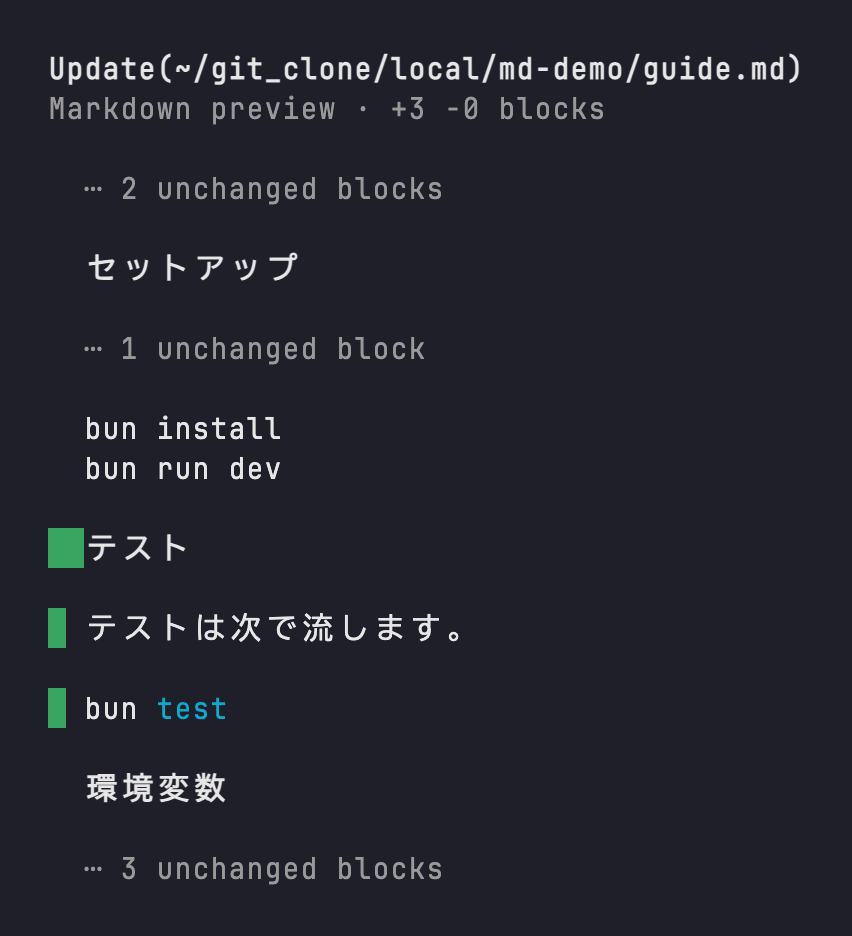 Update(~/git_clone/local/md-demo/guide.md)
Markdown preview · +3 -0 blocks
… 2 unchanged blocks
セットアップ
… 1 unchanged block
bun install
bun run dev
テスト
テストは次で流します。
bun test
環境変数
… 3 unchanged blocks